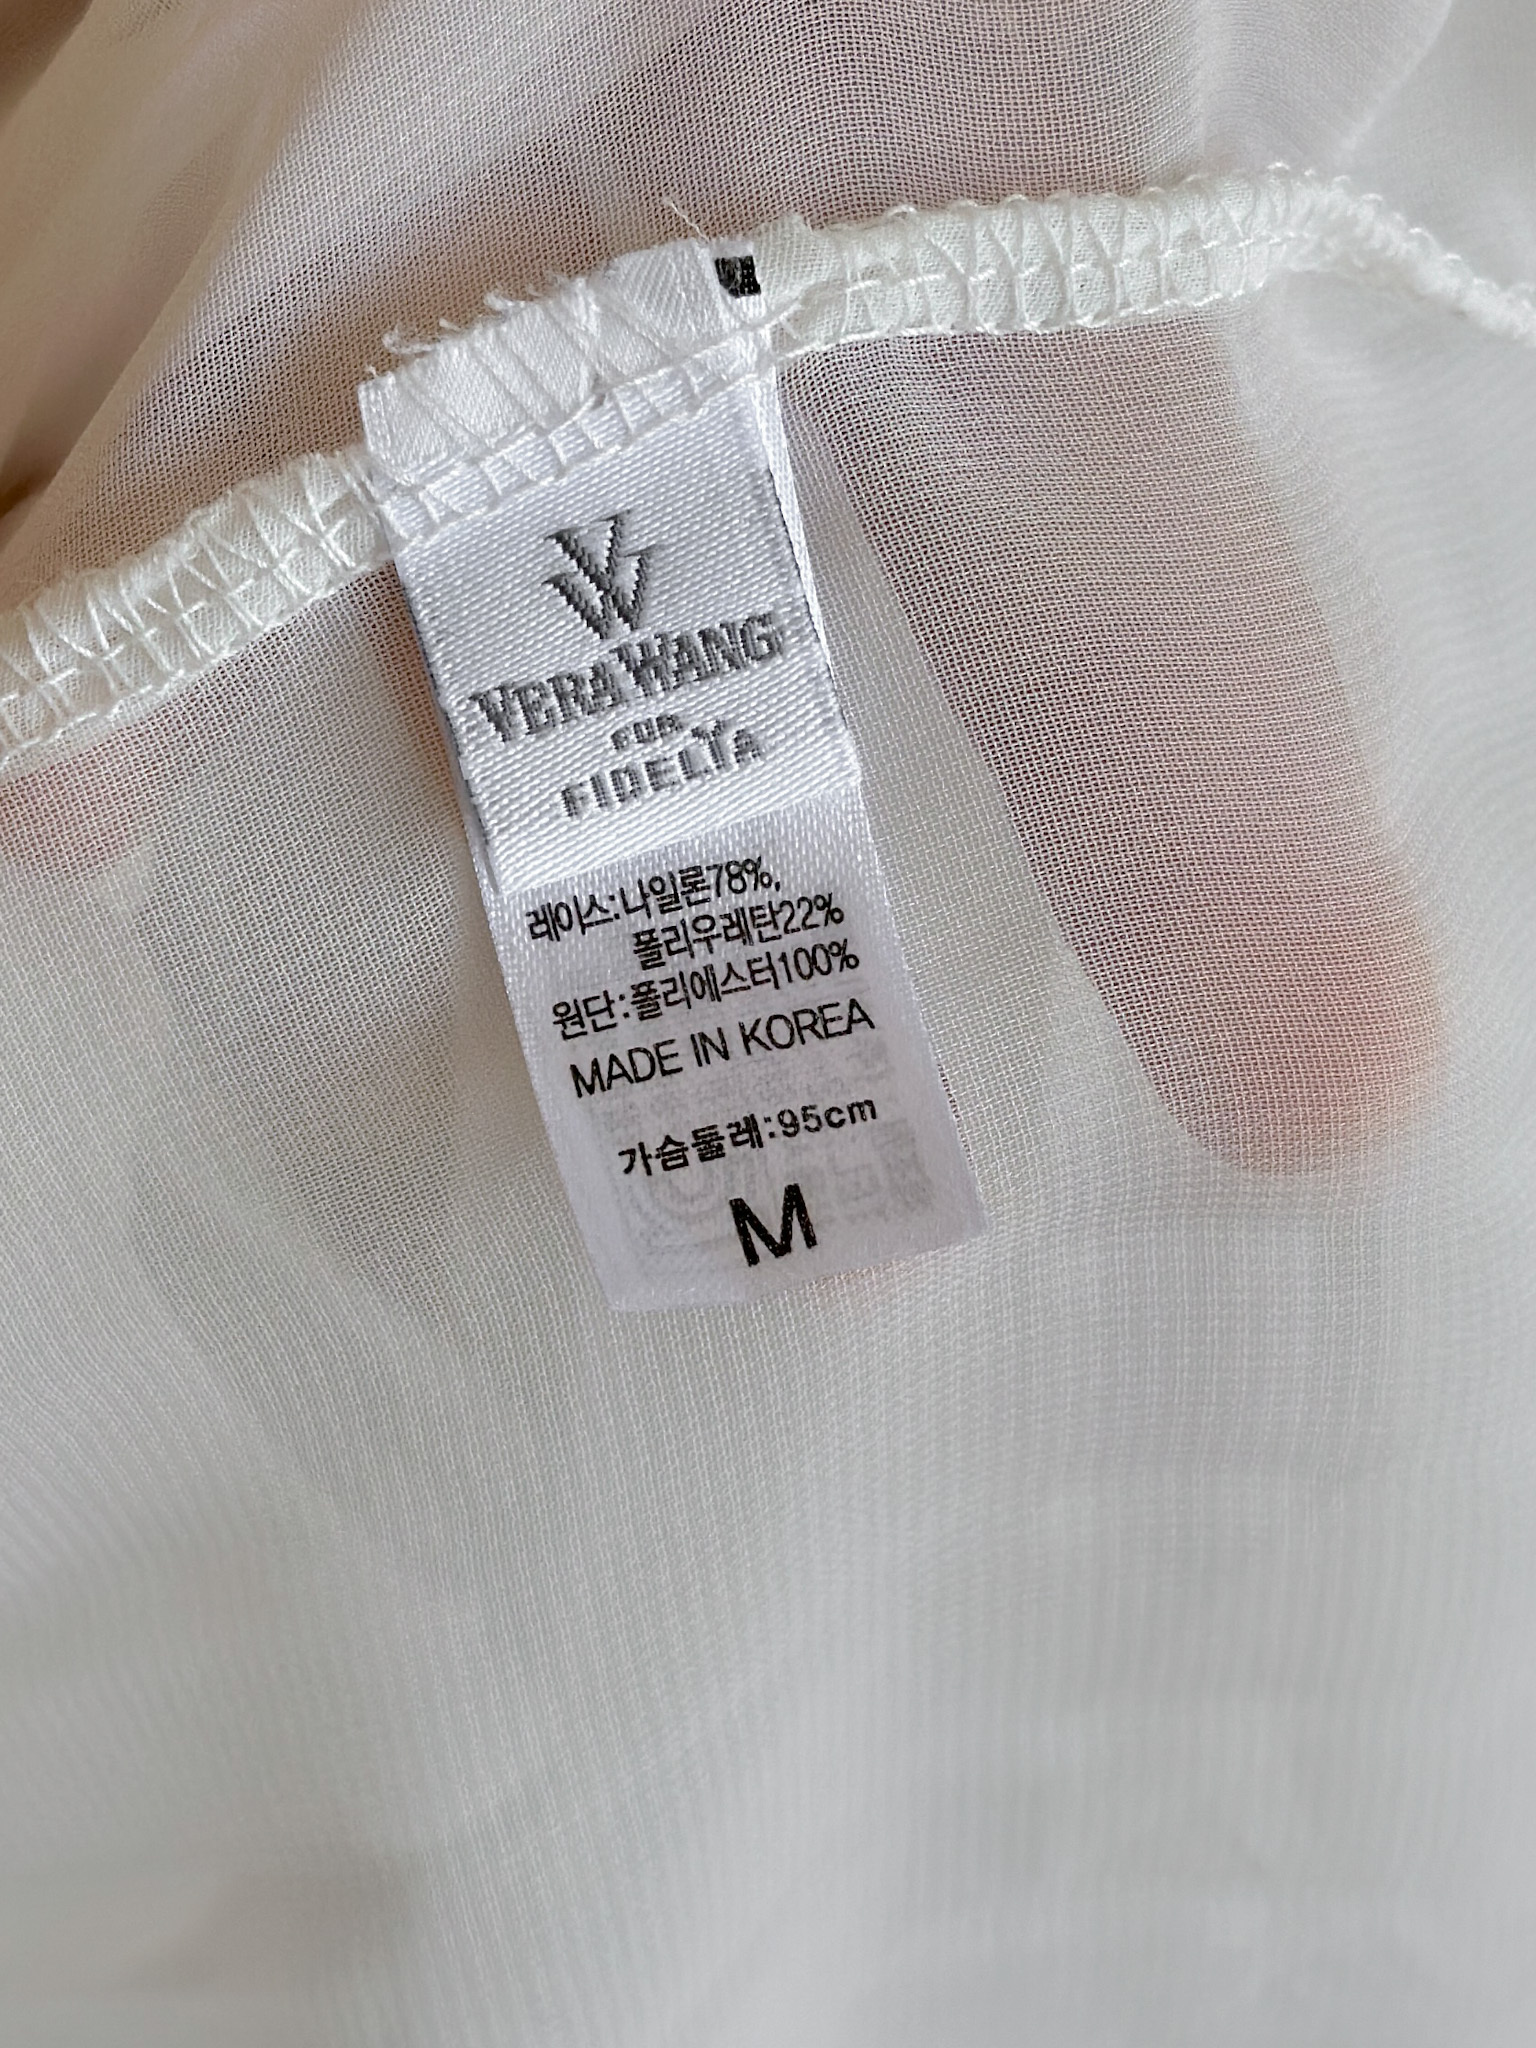 VERA WANG
FOR
FIDELYA
레이스:나일론78%,
폴리우레탄22%
원단:폴리에스터100%
MADE IN KOREA
가슴둘레:95cm
M